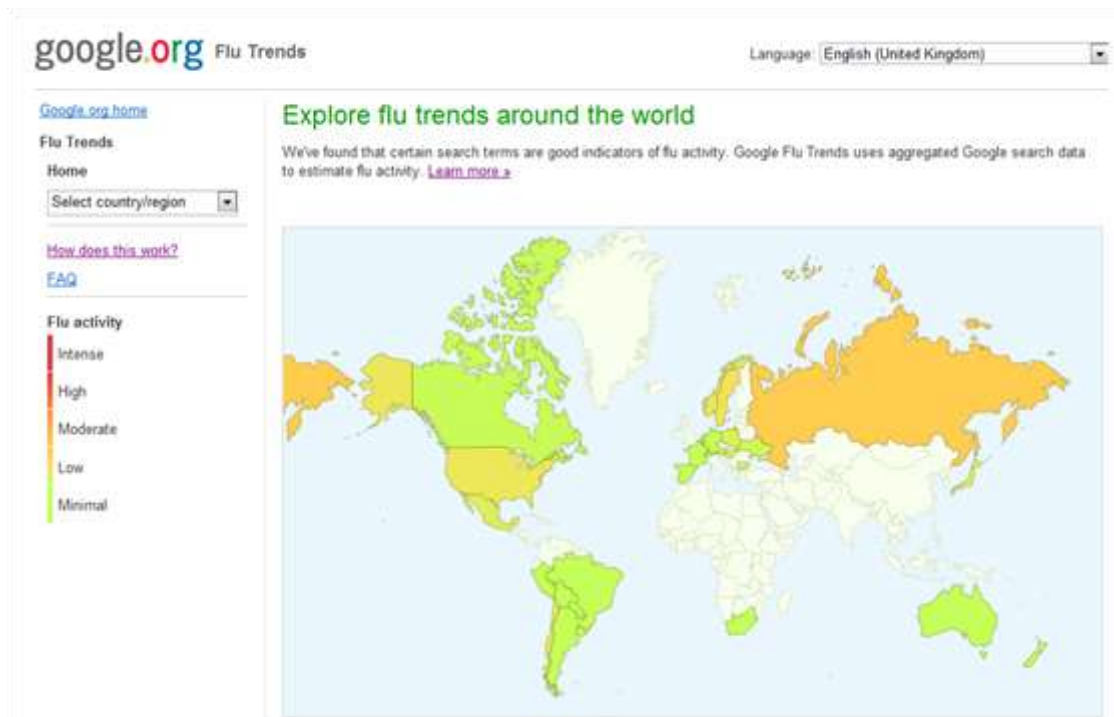 google.org Flu Trends
Language: English (United Kingdom)
Google.org home
Flu Trends
Home
Select country/region
How does this work?
FAQ
Flu activity
Intense
High
Moderate
Low
Minimal
Explore flu trends around the world
We've found that certain search terms are good indicators of flu activity. Google Flu Trends uses aggregated Google search data
to estimate flu activity. Learn more »